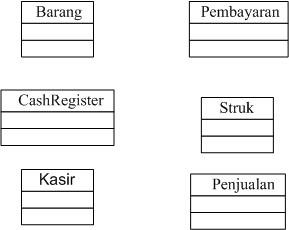 Barang
Pembayaran
CashRegister
Struk
Kasir
Penjualan